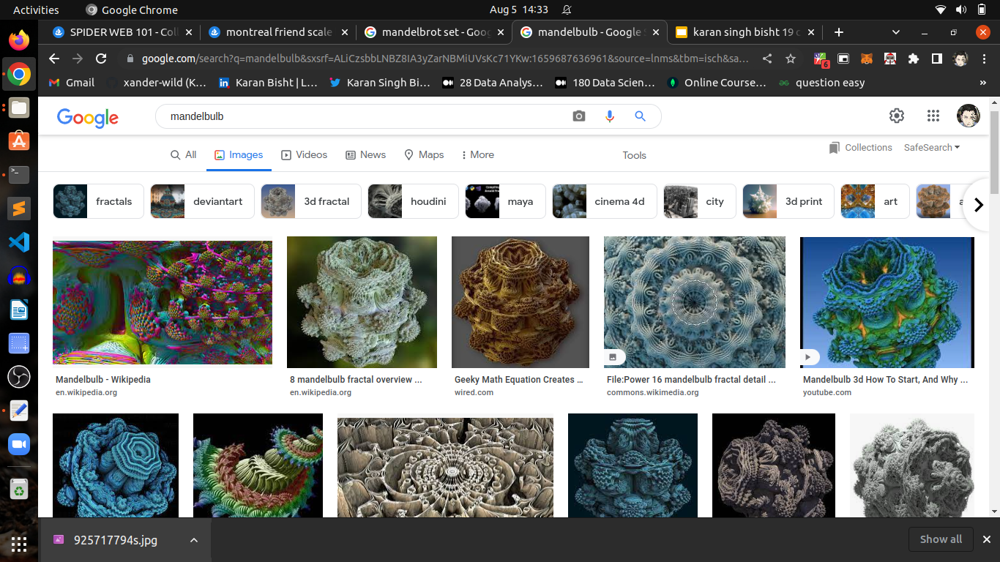 Activities
Google Chrome
Aug 5 14:33
SPIDER WEB 101 - Coll
montreal friend scale
mandelbrot set - Goog
mandelbulb - Google S
karan singh bisht 19 c
google.com/search?q=mandelbulb&sxsrf=ALiCzsbbLNBZ8IA3yZarNBMiUVsKc71YKw:1659687636961&source=lnms&tbm=isch&sa…
6
Gmail
xander-wild (K…
Karan Bisht | L…
Karan Singh Bi…
28 Data Analys…
180 Data Scien…
Online Course…
question easy
»
Google
mandelbulb
All
Images
Videos
News
Maps
More
Tools
Collections
SafeSearch
fractals
deviantart
3d fractal
houdini
maya
cinema 4d
city
3d print
art
Mandelbulb - Wikipedia
en.wikipedia.org
8 mandelbulb fractal overview ...
en.wikipedia.org
Geeky Math Equation Creates …
wired.com
File:Power 16 mandelbulb fractal detail ...
commons.wikimedia.org
Mandelbulb 3d How To Start, And Why ...
youtube.com
925717794s.jpg
Show all